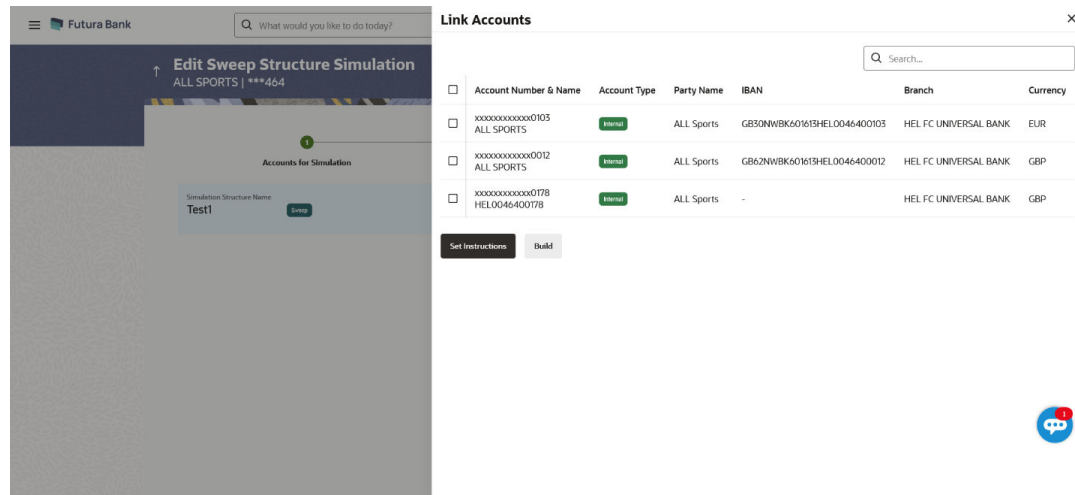 Futura Bank
What would you like to do today?
Edit Sweep Structure Simulation
ALL SPORTS | ***464
1
Accounts for Simulation
Simulation Structure Name
Test1 Sweep
Link Accounts
Search...
Account Number & Name Account Type Party Name IBAN Branch Currency
xxxxxxxxxxxx0103 Internal ALL Sports GB30NWBK601613HEL0046400103 HEL FC UNIVERSAL BANK EUR
ALL SPORTS
xxxxxxxxxxxx0012 Internal ALL Sports GB62NWBK601613HEL0046400012 HEL FC UNIVERSAL BANK GBP
ALL SPORTS
xxxxxxxxxxxx0178 Internal ALL Sports - HEL FC UNIVERSAL BANK GBP
HEL0046400178
Set Instructions Build
1